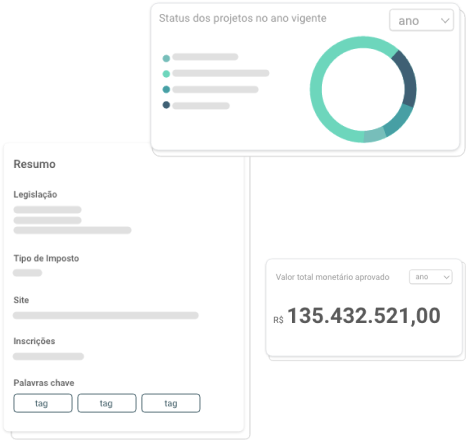 Status dos projetos no ano vigente
ano
Resumo
Legislação
Tipo de Imposto
Site
Inscrições
Palavras chave
tag
tag
tag
Valor total monetário aprovado
ano
R$ 135.432.521,00